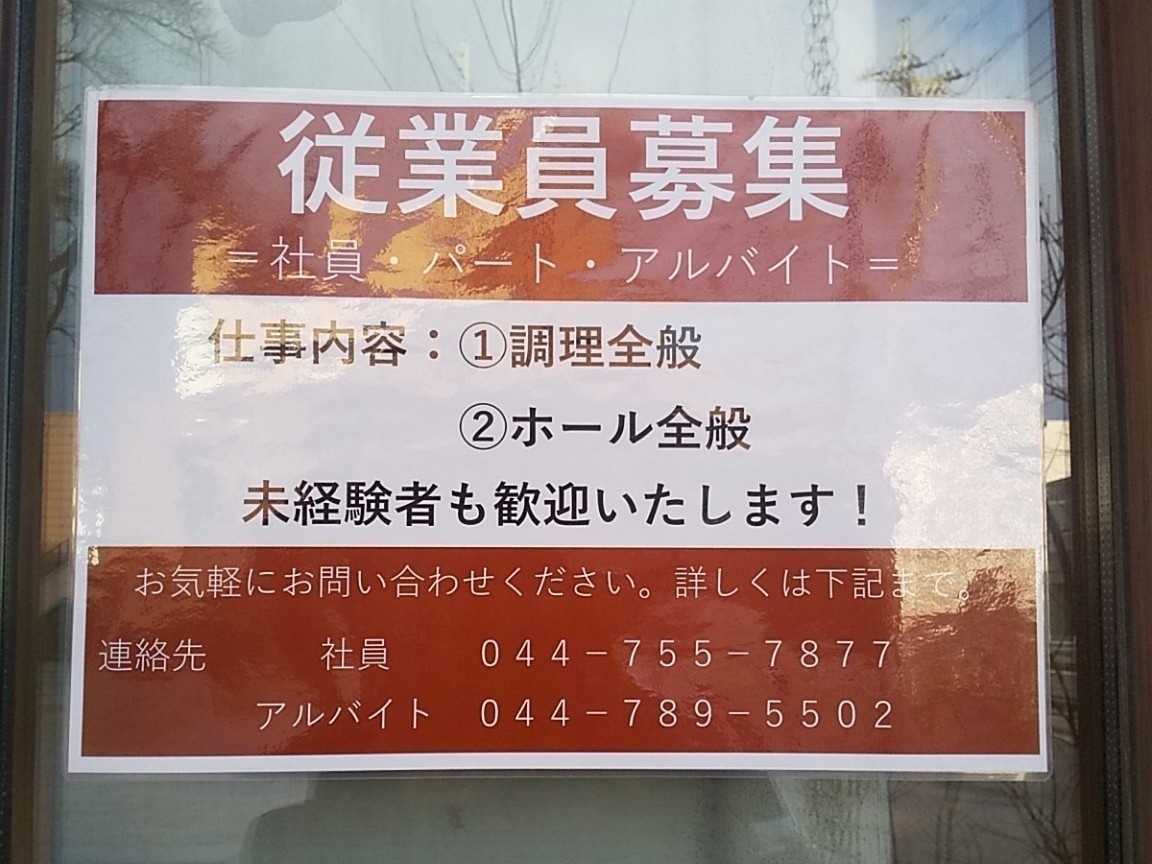 従業員募集
＝社員・パート・アルバイト＝
仕事内容：①調理全般
②ホール全般
未経験者も歓迎いたします！
お気軽にお問い合わせください。詳しくは下記まで。
連絡先　社員　０４４－７５５－７８７７
アルバイト　０４４－７８９－５５０２